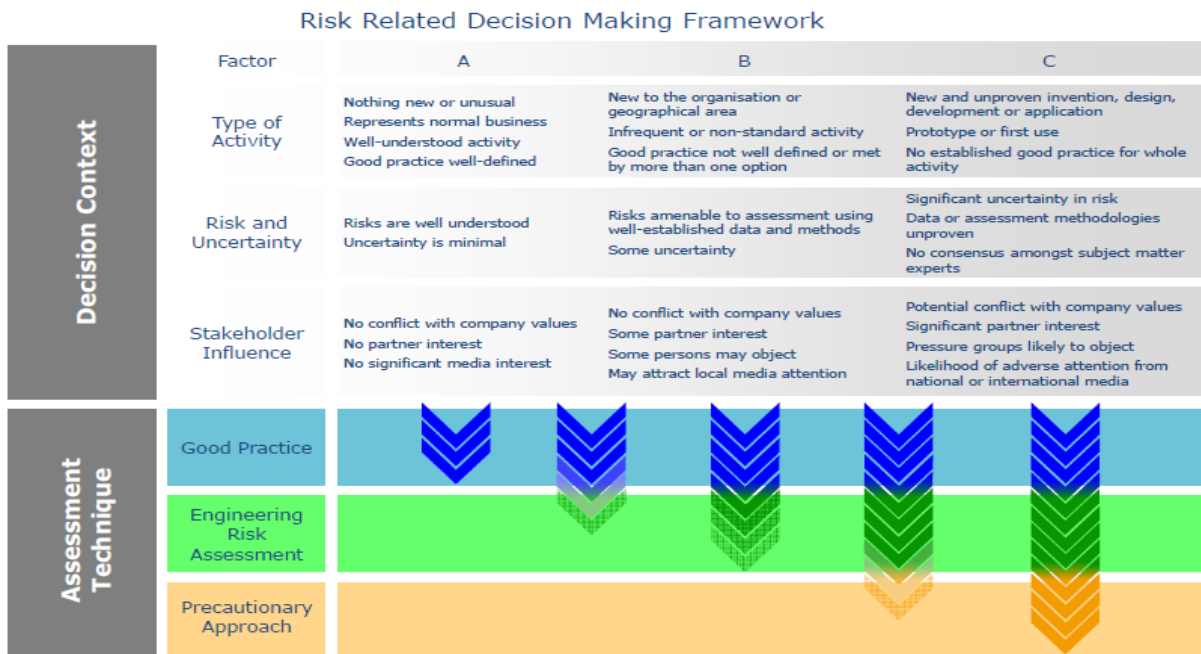 Risk Related Decision Making Framework
Decision Context
Factor
A
B
C
Type of
Activity
Nothing new or unusual
Represents normal business
Well-understood activity
Good practice well-defined
New to the organisation or
geographical area
Infrequent or non-standard activity
Good practice not well defined or met
by more than one option
New and unproven invention, design,
development or application
Prototype or first use
No established good practice for whole
activity
Risk and
Uncertainty
Risks are well understood
Uncertainty is minimal
Risks amenable to assessment using
well-established data and methods
Some uncertainty
Significant uncertainty in risk
Data or assessment methodologies
unproven
No consensus amongst subject matter
experts
Stakeholder
Influence
No conflict with company values
No partner interest
No significant media interest
No conflict with company values
Some partner interest
Some persons may object
May attract local media attention
Potential conflict with company values
Significant partner interest
Pressure groups likely to object
Likelihood of adverse attention from
national or international media
Assessment
Technique
Good Practice
Engineering
Risk
Assessment
Precautionary
Approach